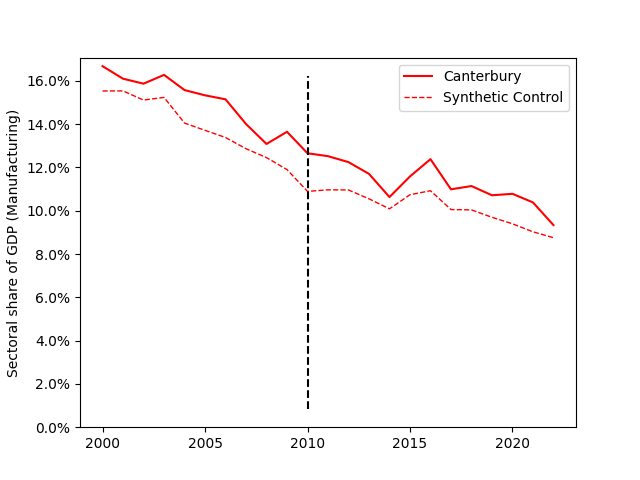 Canterbury
Synthetic Control
Sectoral share of GDP (Manufacturing)
16.0%
14.0%
12.0%
10.0%
8.0%
6.0%
4.0%
2.0%
0.0%
2000 2005 2010 2015 2020